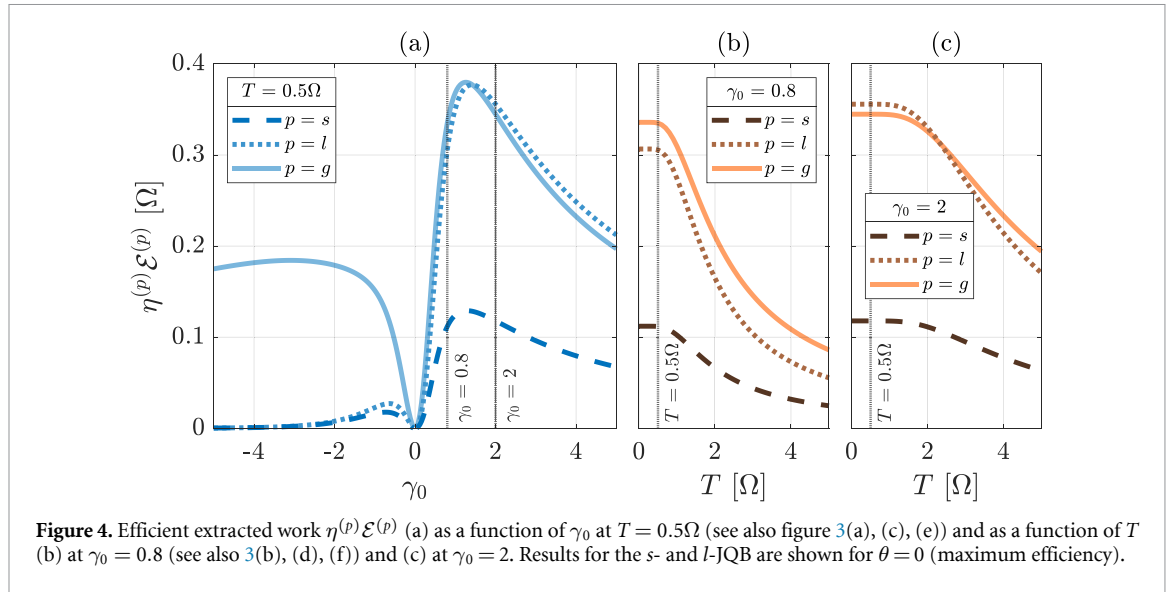 (a)
(b)
(c)
η^(p) ℰ^(p) [Ω]
0.4
0.3
0.2
0.1
0
T = 0.5Ω
p = s
p = l
p = g
γ₀ = 0.8
γ₀ = 2
-4
-2
0
2
4
γ₀
γ₀ = 0.8
p = s
p = l
p = g
T = 0.5Ω
0
2
4
T [Ω]
γ₀ = 2
p = s
p = l
p = g
T = 0.5Ω
0
2
4
T [Ω]
Figure 4. Efficient extracted work η^(p) ℰ^(p) (a) as a function of γ₀ at T = 0.5Ω (see also figure 3(a), (c), (e)) and as a function of T
(b) at γ₀ = 0.8 (see also 3(b), (d), (f)) and (c) at γ₀ = 2. Results for the s- and l-JQB are shown for θ = 0 (maximum efficiency).